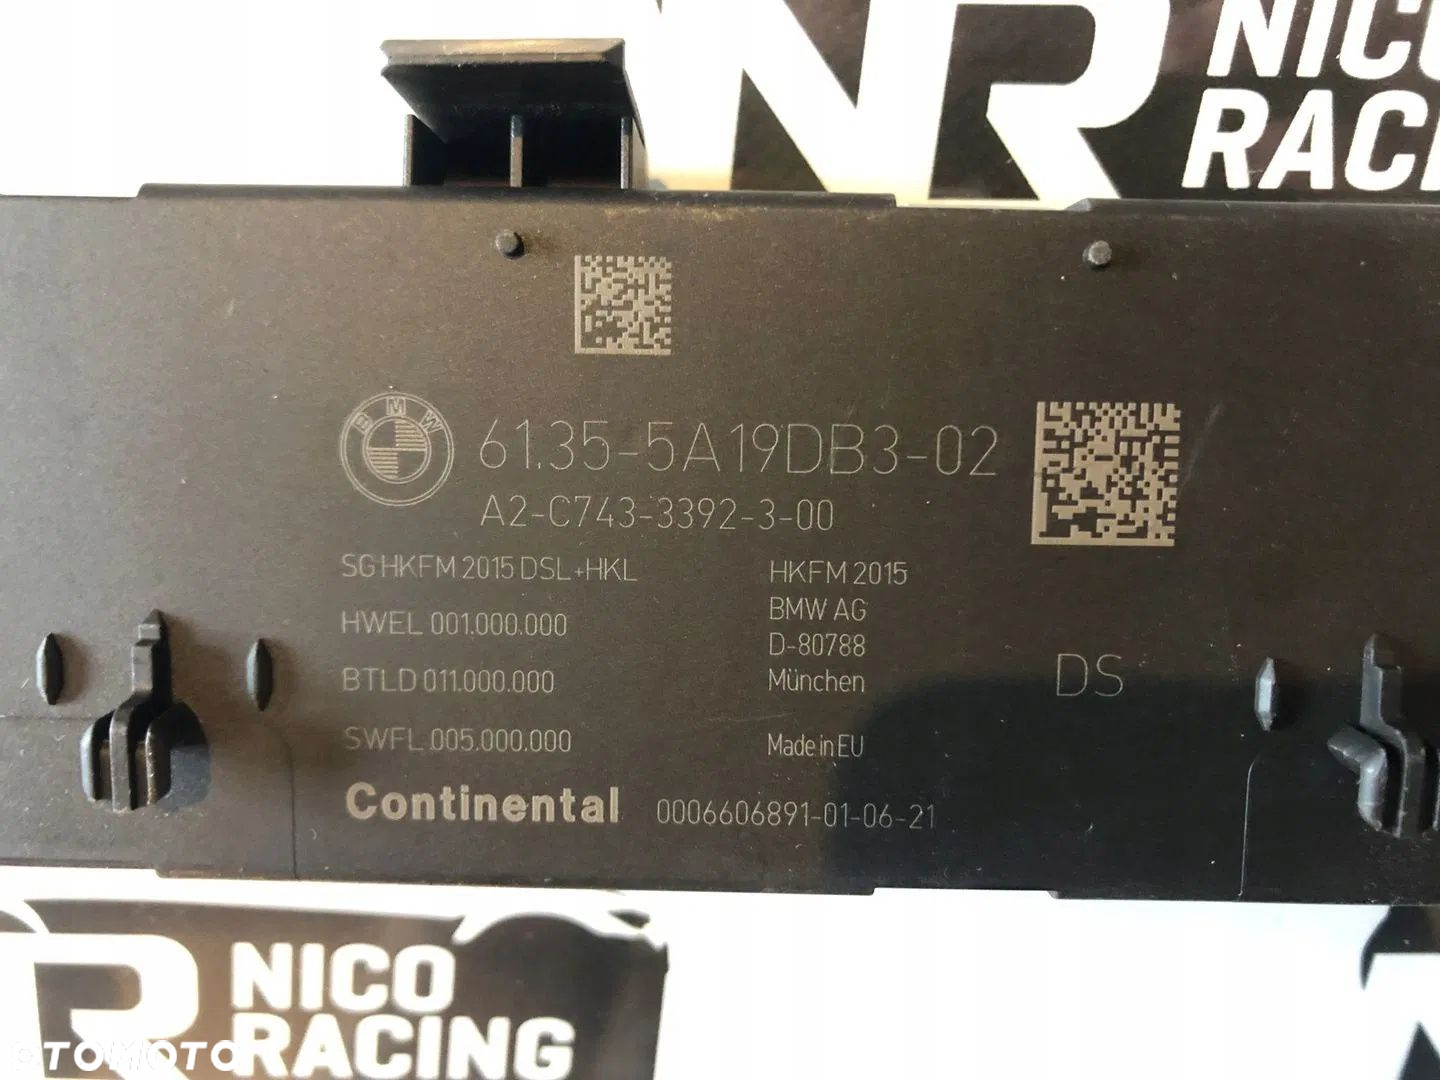 NR NICO
RACI
BMW
61.35-5A19DB3-02
A2-C743-3392-3-00
SG HKFM 2015 DSL+HKL
HWEL 001.000.000
BTLD 011.000.000
SWFL 005.000.000
HKFM 2015
BMW AG
D-80788
München
Made in EU
DS
Continental 0006606891-01-06-21
R NICO
RACING
OTOMOTO